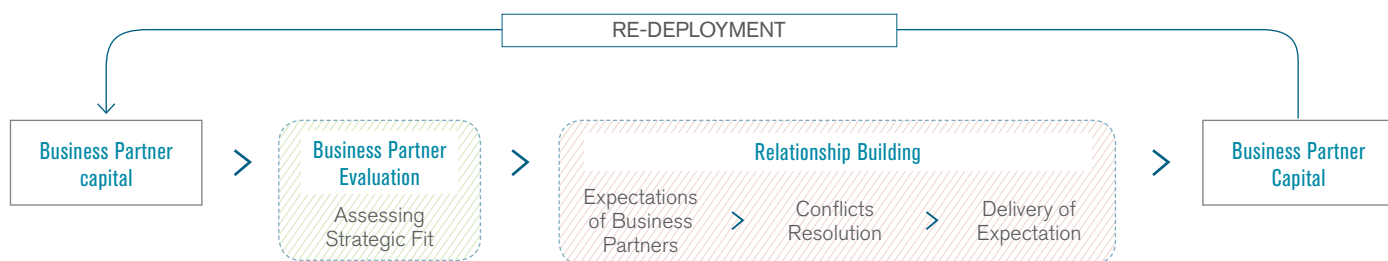 RE-DEPLOYMENT
Business Partner
capital
Business Partner
Evaluation
Assessing
Strategic Fit
Relationship Building
Expectations
of Business
Partners
Conflicts
Resolution
Delivery of
Expectation
Business Partner
Capital